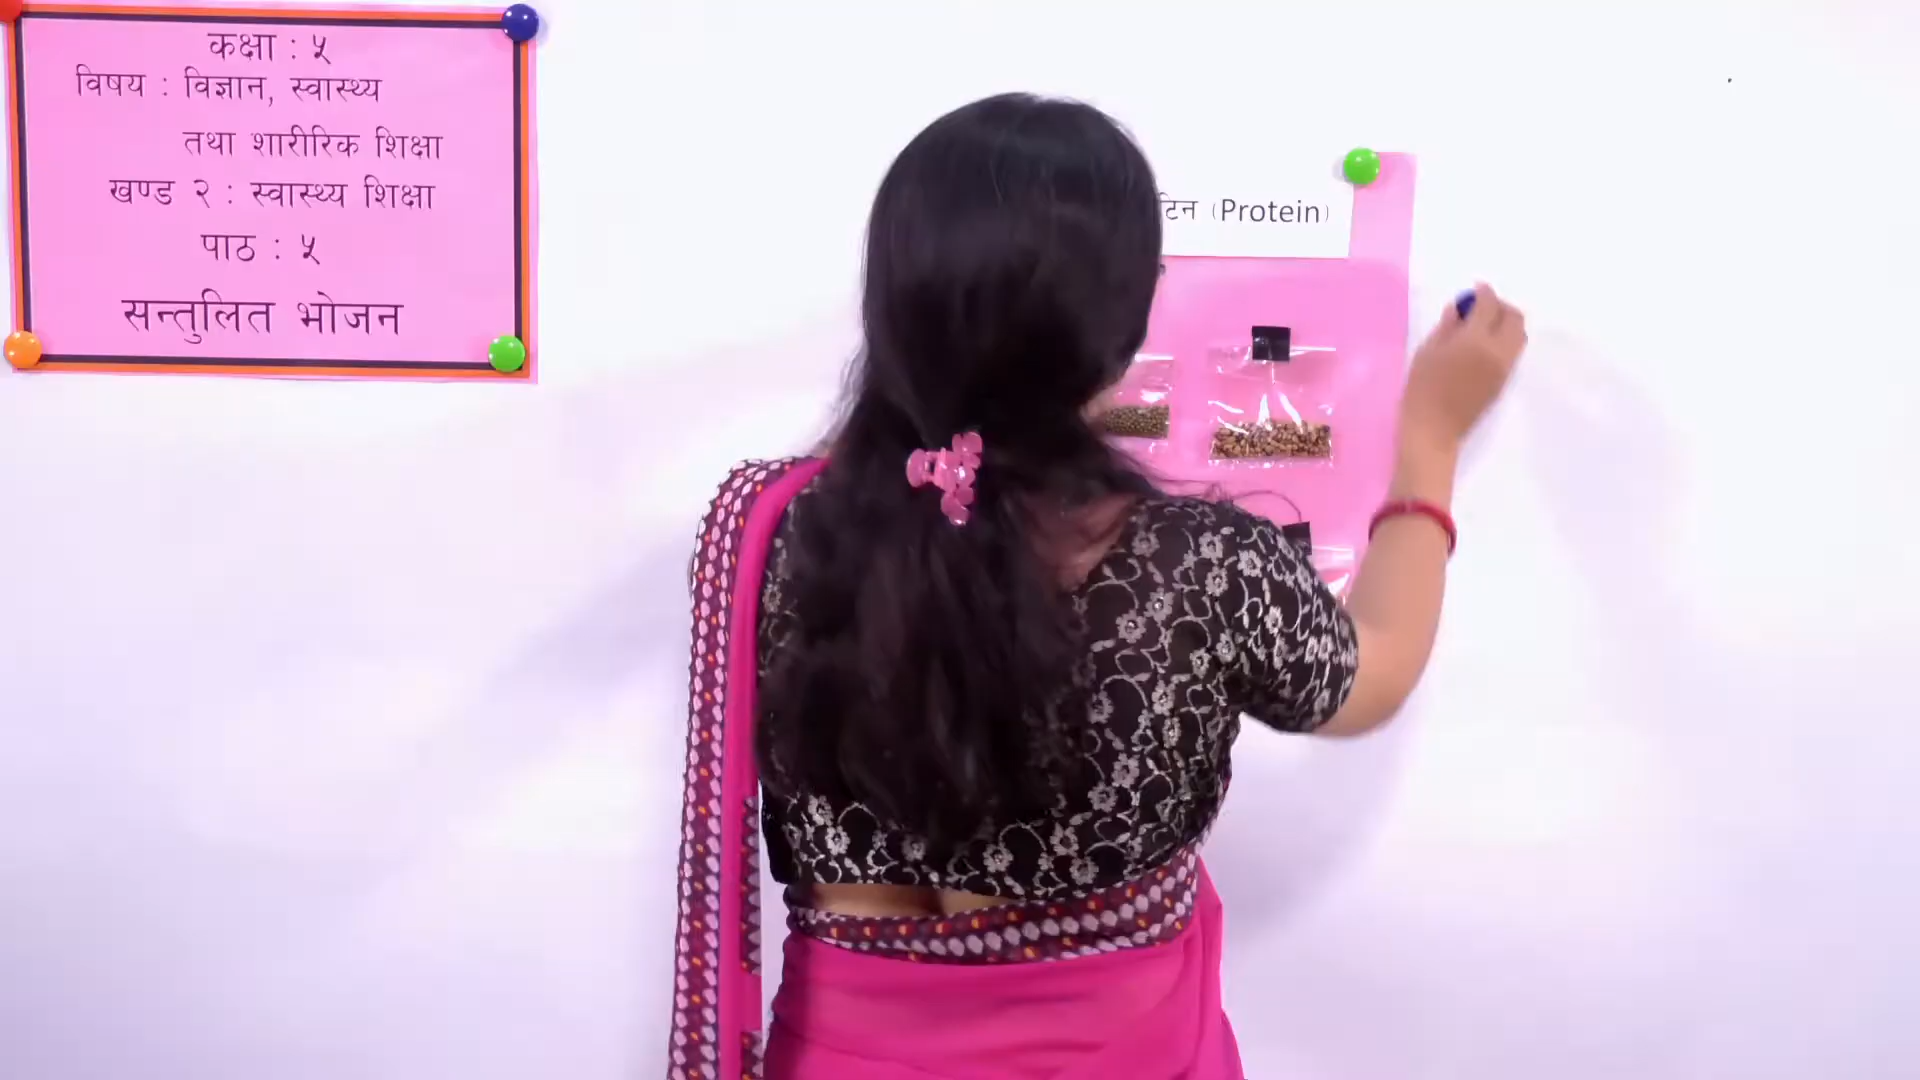 कक्षा : ५
विषय : विज्ञान, स्वास्थ्य
तथा शारीरिक शिक्षा
खण्ड २ : स्वास्थ्य शिक्षा
पाठ : ५
सन्तुलित भोजन
(Protein)